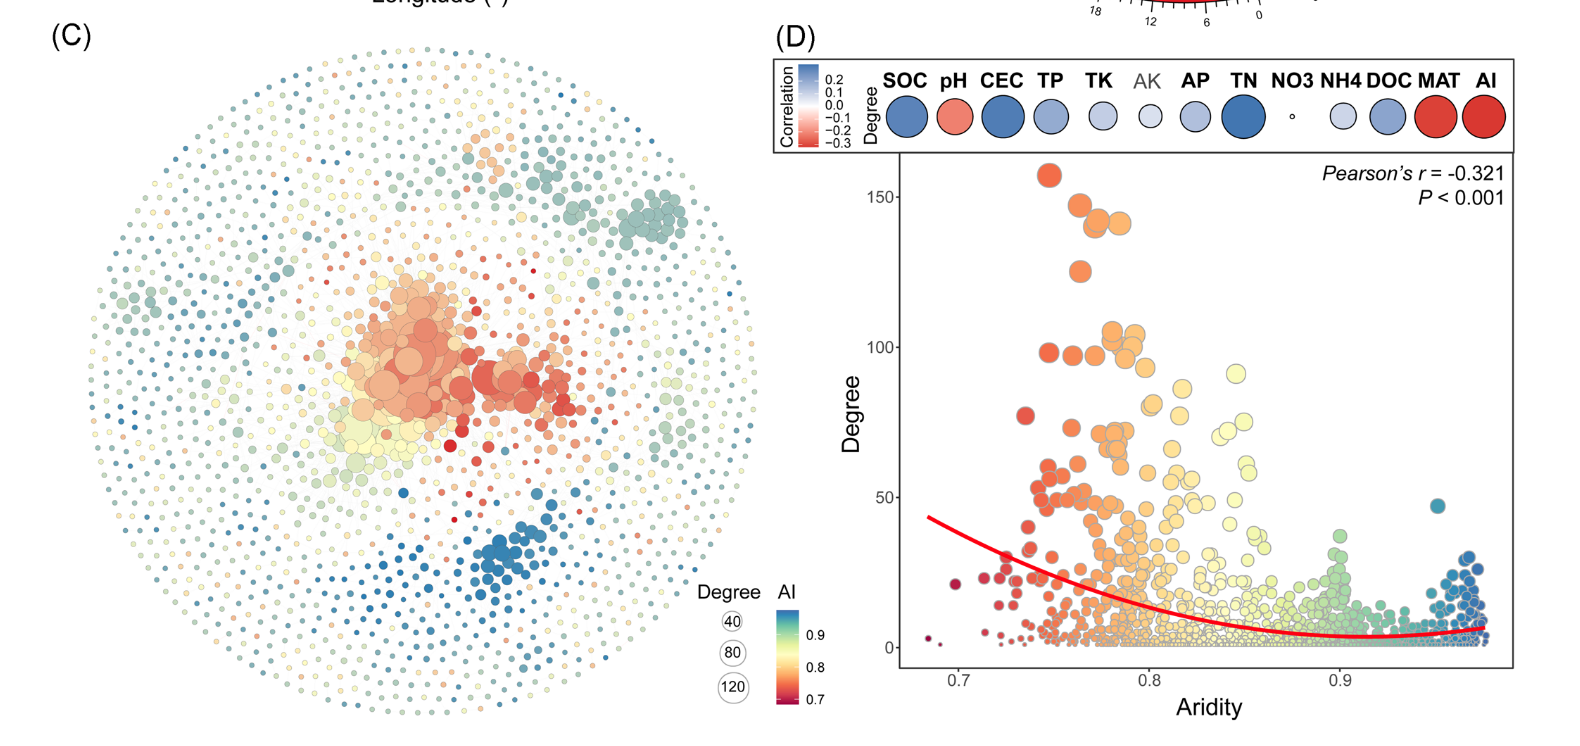 18
12
6
0
(C)
Degree AI
40
80
120
0.9
0.8
0.7
(D)
Correlation
0.2
0.1
0.0
−0.1
−0.2
−0.3
Degree
SOC pH CEC TP TK AK AP TN NO3 NH4 DOC MAT AI
Pearson's r = -0.321
P < 0.001
Degree
150
100
50
0
0.7 0.8 0.9
Aridity